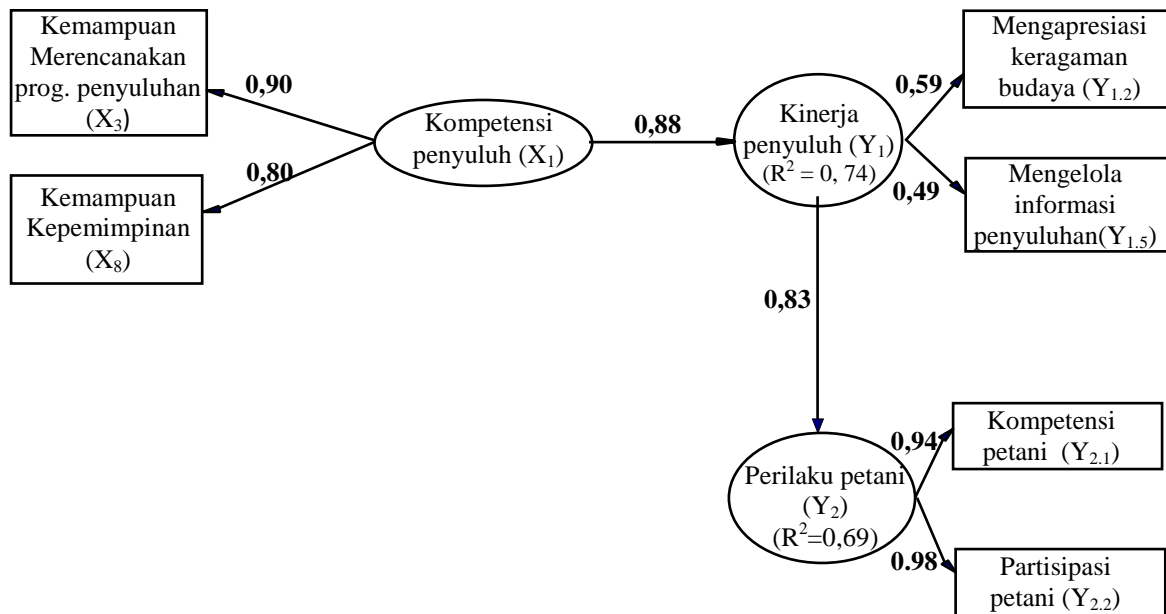 Kemampuan
Merencanakan
prog. penyuluhan
(X₃)
0,90
Kemampuan
Kepemimpinan
(X₈)
0,80
Kompetensi
penyuluh (X₁)
0,88
Kinerja
penyuluh (Y₁)
(R² = 0, 74)
0,59
Mengapresiasi
keragaman
budaya (Y₁.₂)
0,49
Mengelola
informasi
penyuluhan(Y₁.₅)
0,83
Perilaku petani
(Y₂)
(R²=0,69)
0,94
Kompetensi
petani (Y₂.₁)
0.98
Partisipasi
petani (Y₂.₂)